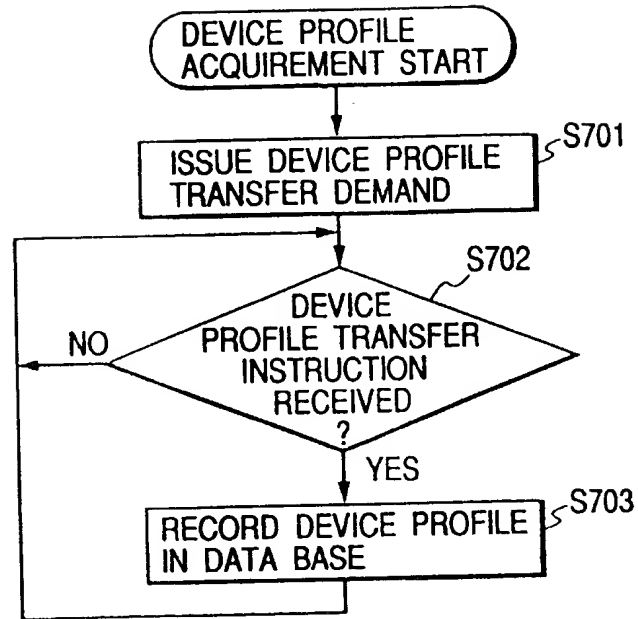 DEVICE PROFILE
ACQUIREMENT START
S701
ISSUE DEVICE PROFILE
TRANSFER DEMAND
S702
DEVICE
PROFILE TRANSFER
INSTRUCTION
RECEIVED
?
NO
YES
S703
RECORD DEVICE PROFILE
IN DATA BASE